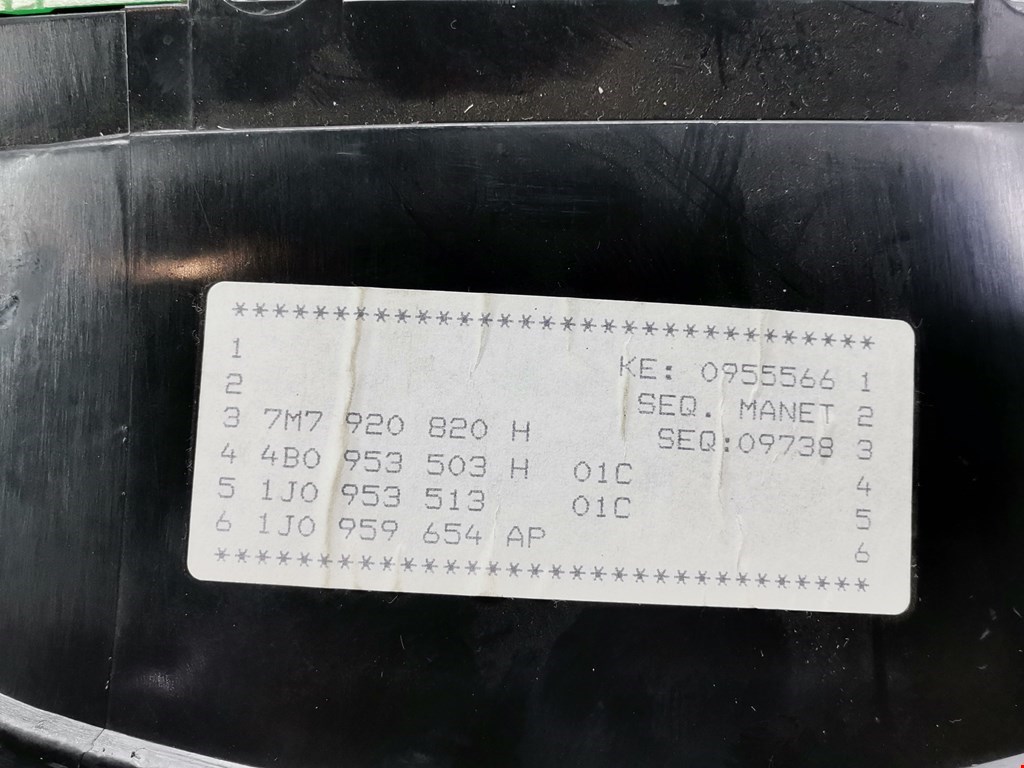 *******************************
1 KE: 0955566 1
2 SEQ. MANET 2
3 7M7 920 820 H SEQ:09738 3
4 4B0 953 503 H 01C 4
5 1J0 953 513 01C 5
6 1J0 959 654 AP 6
*******************************